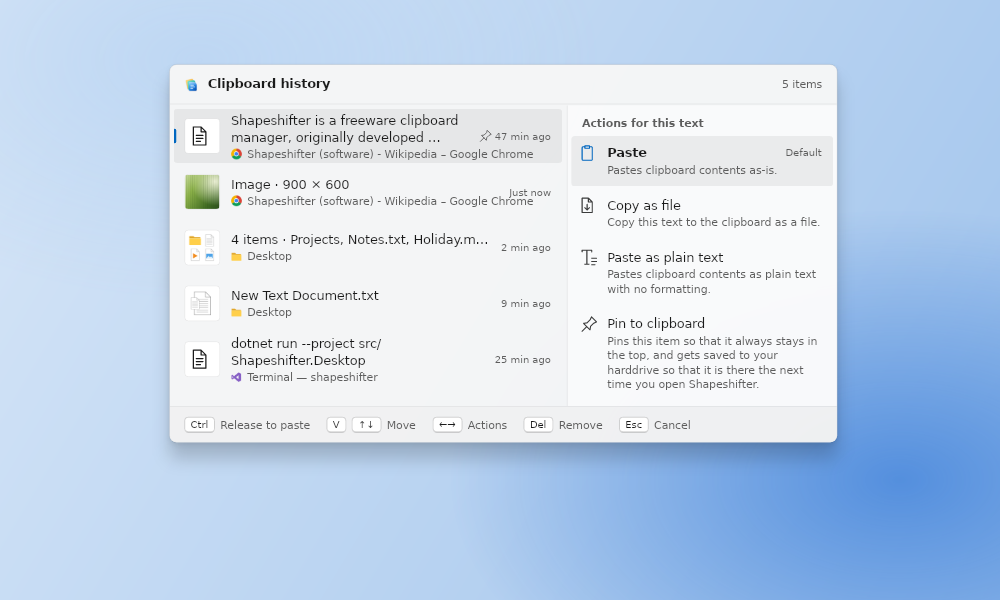 Clipboard history
5 items
Shapeshifter is a freeware clipboard
manager, originally developed ...
47 min ago
Shapeshifter (software) - Wikipedia – Google Chrome
Image · 900 × 600
Just now
Shapeshifter (software) - Wikipedia – Google Chrome
4 items · Projects, Notes.txt, Holiday.m...
2 min ago
Desktop
New Text Document.txt
9 min ago
Desktop
dotnet run --project src/
Shapeshifter.Desktop
25 min ago
Terminal — shapeshifter
Actions for this text
Paste
Default
Pastes clipboard contents as-is.
Copy as file
Copy this text to the clipboard as a file.
Paste as plain text
Pastes clipboard contents as plain text
with no formatting.
Pin to clipboard
Pins this item so that it always stays in
the top, and gets saved to your
harddrive so that it is there the next
time you open Shapeshifter.
Ctrl Release to paste V ↑↓ Move ←→ Actions Del Remove Esc Cancel